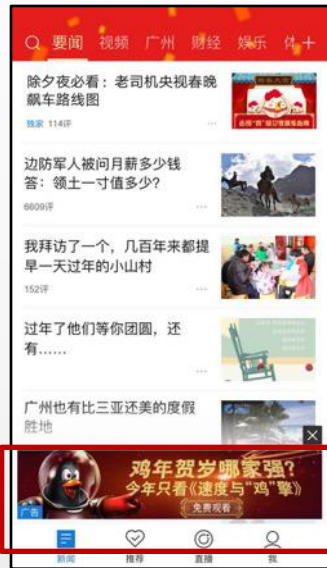 要闻 视频 广州 财经 娱乐 体
除夕夜必看：老司机央视春晚
飙车路线图
独家 114评
边防军人被问月薪多少钱
答：领土一寸值多少？
6609评
我拜访了一个，几百年来都提
早一天过年的小山村
152评
过年了他们等你团圆，还
有……
广州也有比三亚还美的度假
胜地
鸡年贺岁哪家强？
今年只看《速度与“鸡”擎》
免费观看
广告
新闻 推荐 直播 我